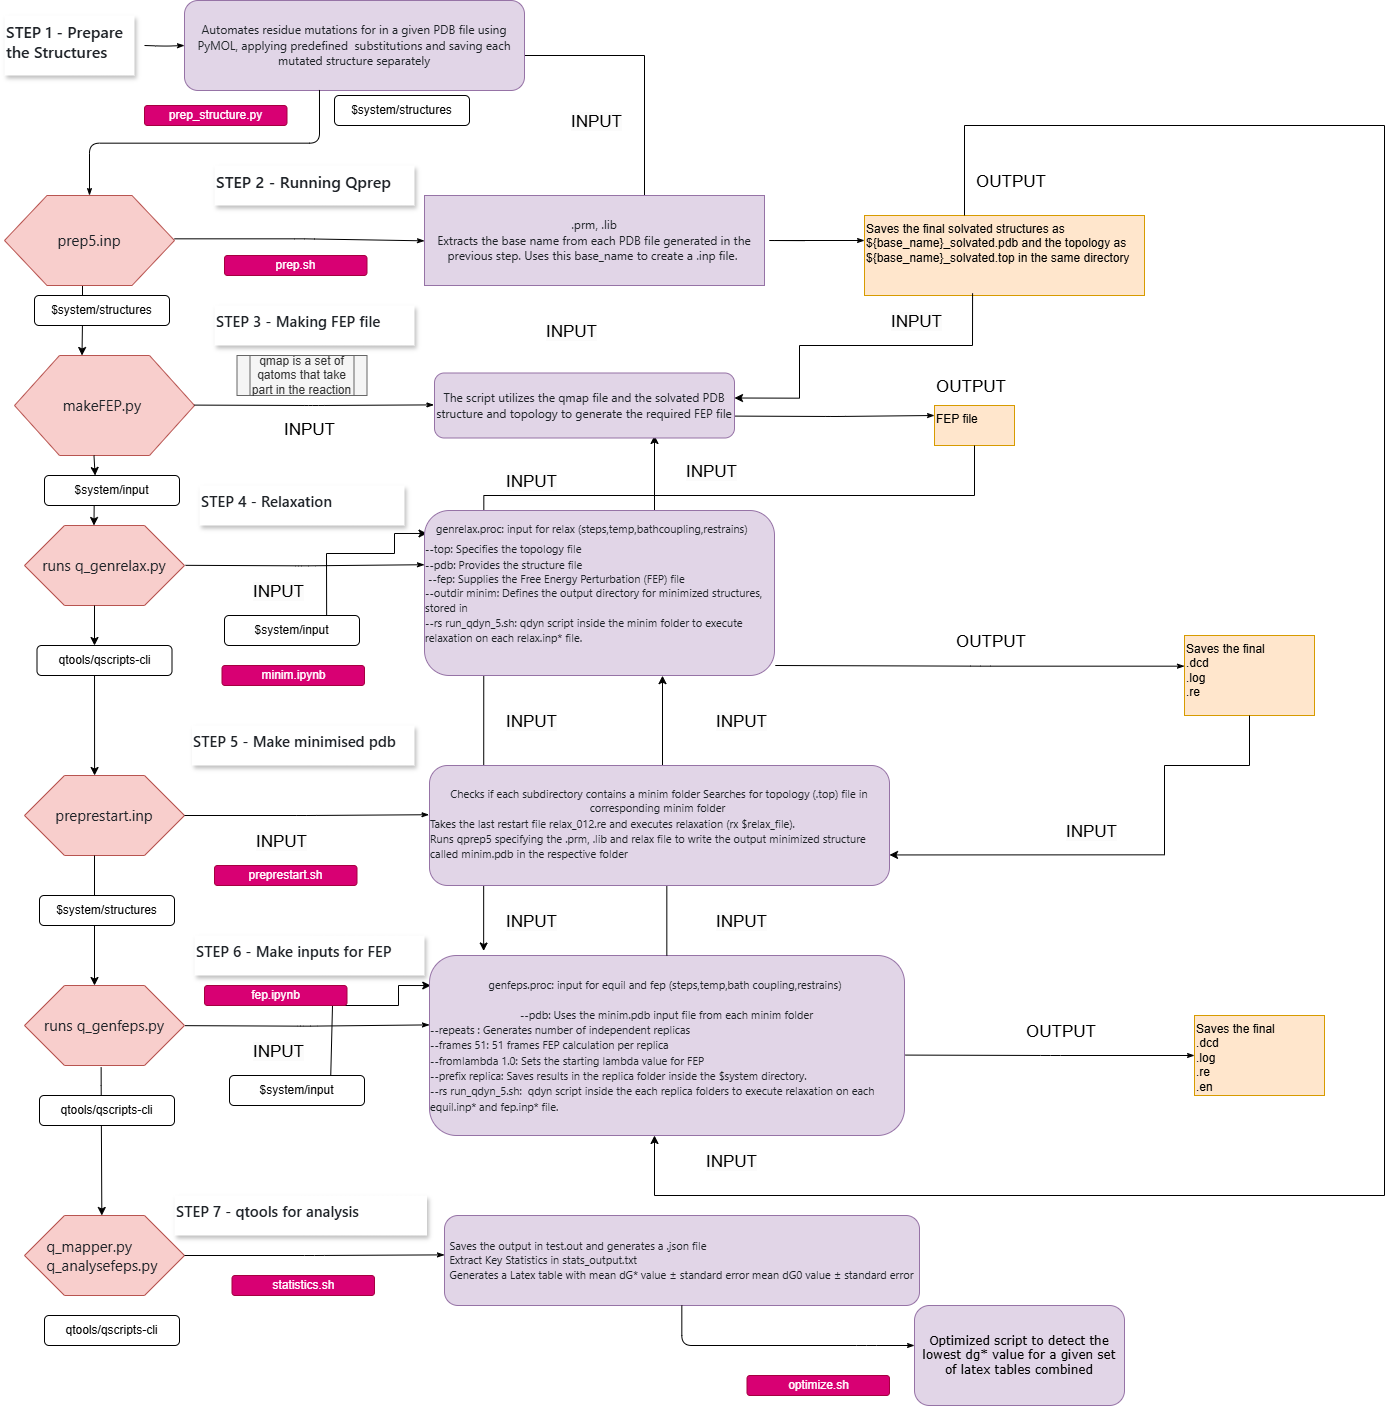 STEP 1 - Prepare
the Structures
Automates residue mutations for in a given PDB file using
PyMOL, applying predefined  substitutions and saving each
mutated structure separately
prep_structure.py
$system/structures
INPUT
STEP 2 - Running Qprep
OUTPUT
prep5.inp
prep.sh
.prm, .lib
Extracts the base name from each PDB file generated in the
previous step. Uses this base_name to create a .inp file.
Saves the final solvated structures as
${base_name}_solvated.pdb and the topology as
${base_name}_solvated.top in the same directory
$system/structures
STEP 3 - Making FEP file
INPUT
INPUT
qmap is a set of
qatoms that take
part in the reaction
makeFEP.py
INPUT
The script utilizes the qmap file and the solvated PDB
structure and topology to generate the required FEP file
OUTPUT
FEP file
$system/input
STEP 4 - Relaxation
INPUT
INPUT
runs q_genrelax.py
INPUT
$system/input
minim.ipynb
genrelax.proc: input for relax (steps,temp,bathcoupling,restrains)
--top: Specifies the topology file
--pdb: Provides the structure file
--fep: Supplies the Free Energy Perturbation (FEP) file
--outdir minim: Defines the output directory for minimized structures,
stored in
--rs run_qdyn_5.sh: qdyn script inside the minim folder to execute
relaxation on each relax.inp* file.
OUTPUT
Saves the final
.dcd
.log
.re
qtools/qscripts-cli
INPUT
INPUT
STEP 5 - Make minimised pdb
preprestart.inp
INPUT
preprestart.sh
Checks if each subdirectory contains a minim folder Searches for topology (.top) file in
corresponding minim folder
Takes the last restart file relax_012.re and executes relaxation (rx $relax_file).
Runs qprep5 specifying the .prm, .lib and relax file to write the output minimized structure
called minim.pdb in the respective folder
INPUT
$system/structures
INPUT
INPUT
STEP 6 - Make inputs for FEP
fep.ipynb
runs q_genfeps.py
INPUT
$system/input
genfeps.proc: input for equil and fep (steps,temp,bath coupling,restrains)
--pdb: Uses the minim.pdb input file from each minim folder
--repeats : Generates number of independent replicas
--frames 51: 51 frames FEP calculation per replica
--fromlambda 1.0: Sets the starting lambda value for FEP
--prefix replica: Saves results in the replica folder inside the $system directory.
--rs run_qdyn_5.sh:  qdyn script inside the each replica folders to execute relaxation on each
equil.inp* and fep.inp* file.
OUTPUT
Saves the final
.dcd
.log
.re
.en
qtools/qscripts-cli
INPUT
STEP 7 - qtools for analysis
q_mapper.py
q_analysefeps.py
statistics.sh
Saves the output in test.out and generates a .json file
Extract Key Statistics in stats_output.txt
Generates a Latex table with mean dG* value ± standard error mean dG0 value ± standard error
qtools/qscripts-cli
Optimized script to detect the
lowest dg* value for a given set
of latex tables combined
optimize.sh